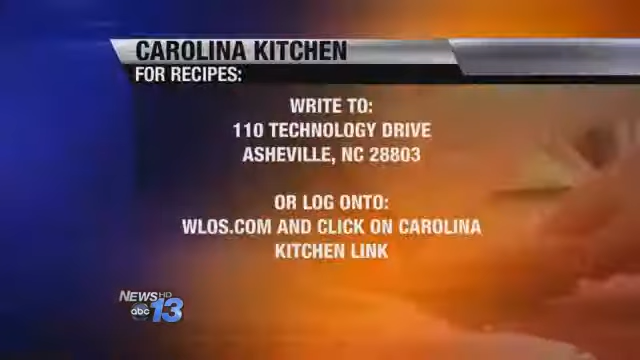 CAROLINA KITCHEN
FOR RECIPES:
WRITE TO:
110 TECHNOLOGY DRIVE
ASHEVILLE, NC 28803
OR LOG ONTO:
WLOS.COM AND CLICK ON CAROLINA
KITCHEN LINK
NEWS HD
abc 13